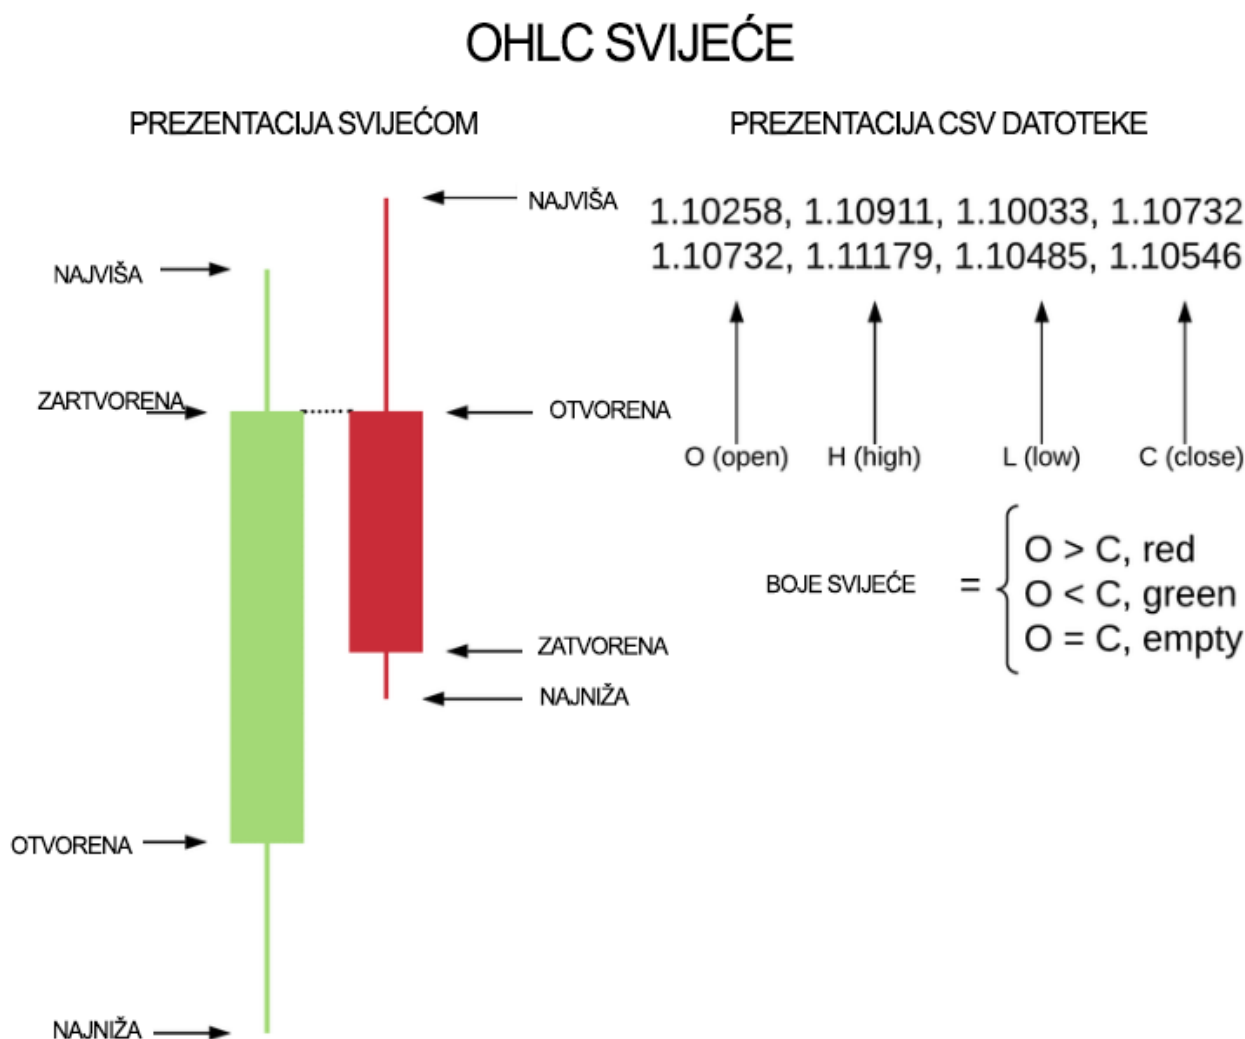 OHLC SVIJEĆE
PREZENTACIJA SVIJEĆOM
NAJVIŠA
NAJVIŠA
ZARTVORENA
OTVORENA
ZATVORENA
NAJNIŽA
OTVORENA
NAJNIŽA
PREZENTACIJA CSV DATOTEKE
1.10258, 1.10911, 1.10033, 1.10732
1.10732, 1.11179, 1.10485, 1.10546
O (open) H (high) L (low) C (close)
BOJE SVIJEĆE =
O > C, red
O < C, green
O = C, empty